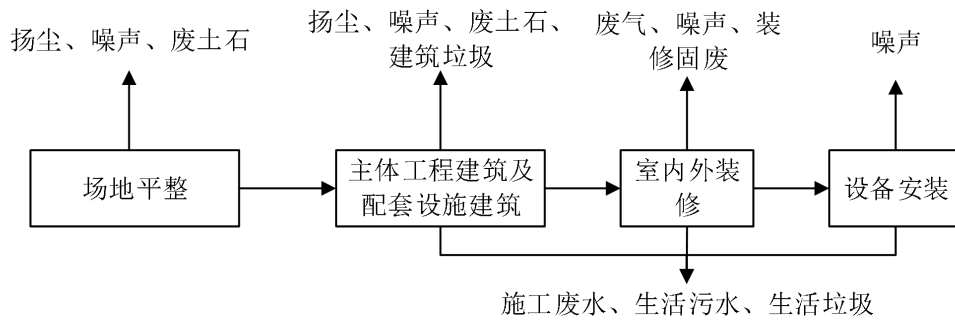 扬尘、噪声、废土石
扬尘、噪声、废土石、
建筑垃圾
废气、噪声、装
修固废
噪声
场地平整
主体工程建筑及
配套设施建筑
室内外装
修
设备安装
施工废水、生活污水、生活垃圾